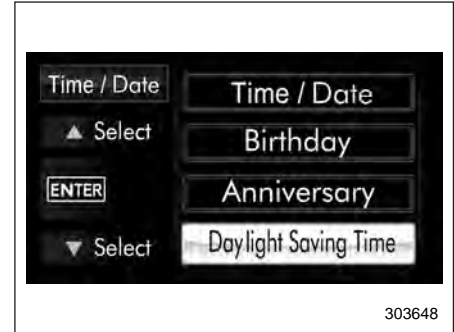 Time / Date
▲ Select
ENTER
▼ Select
Time / Date
Birthday
Anniversary
Daylight Saving Time
303648